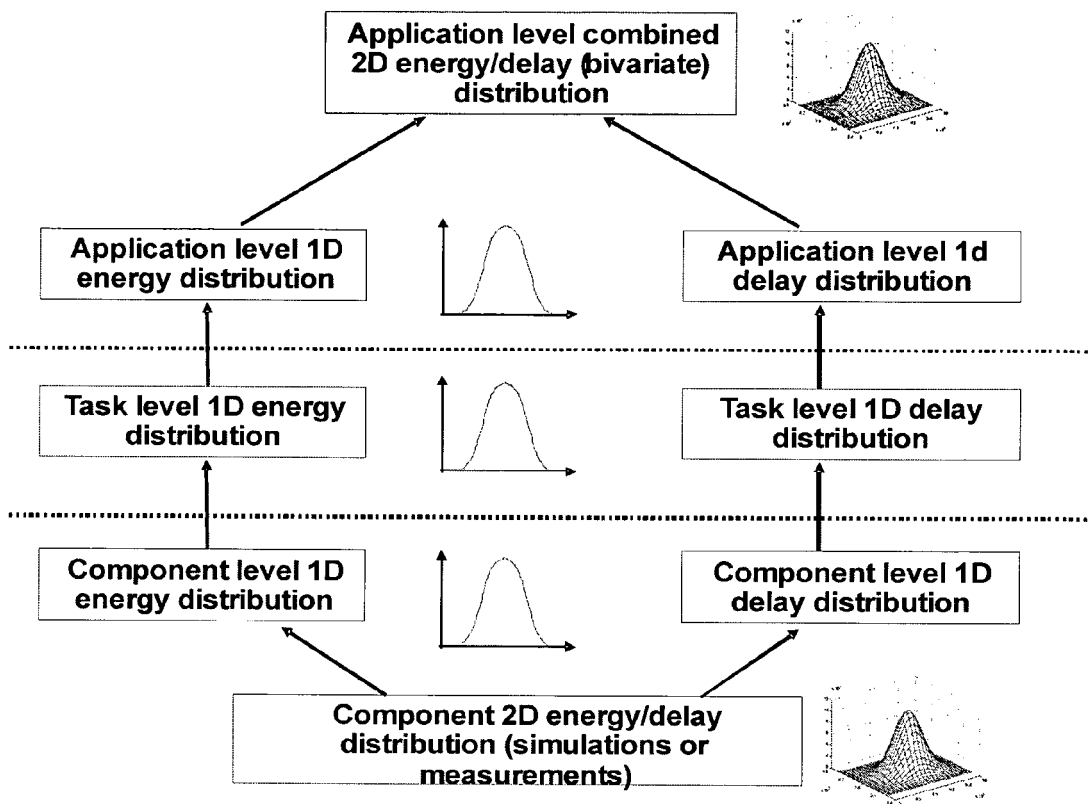 Application level combined
2D energy/delay (bivariate)
distribution
Application level 1D
energy distribution
Application level 1d
delay distribution
Task level 1D energy
distribution
Task level 1D delay
distribution
Component level 1D
energy distribution
Component level 1D
delay distribution
Component 2D energy/delay
distribution (simulations or
measurements)